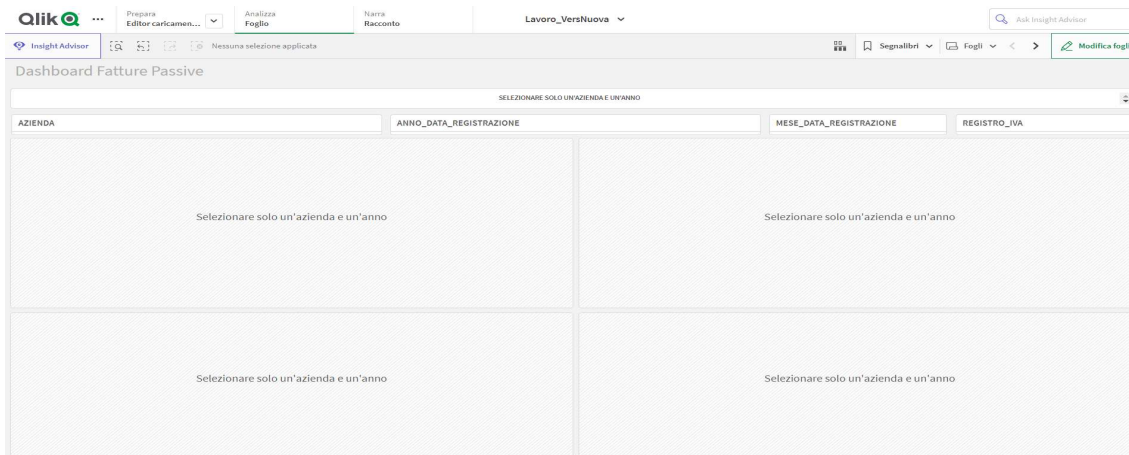 Qlik
Prepara
Editor caricamen...
Analizza
Foglio
Narra
Racconto
Lavoro_VersNuova
Ask Insight Advisor
Insight Advisor
Nessuna selezione applicata
Segnalibri
Fogli
Modifica fogli
Dashboard Fatture Passive
SELEZIONARE SOLO UN'AZIENDA E UN'ANNO
AZIENDA
ANNO_DATA_REGISTRAZIONE
MESE_DATA_REGISTRAZIONE
REGISTRO_IVA
Selezionare solo un'azienda e un'anno
Selezionare solo un'azienda e un'anno
Selezionare solo un'azienda e un'anno
Selezionare solo un'azienda e un'anno